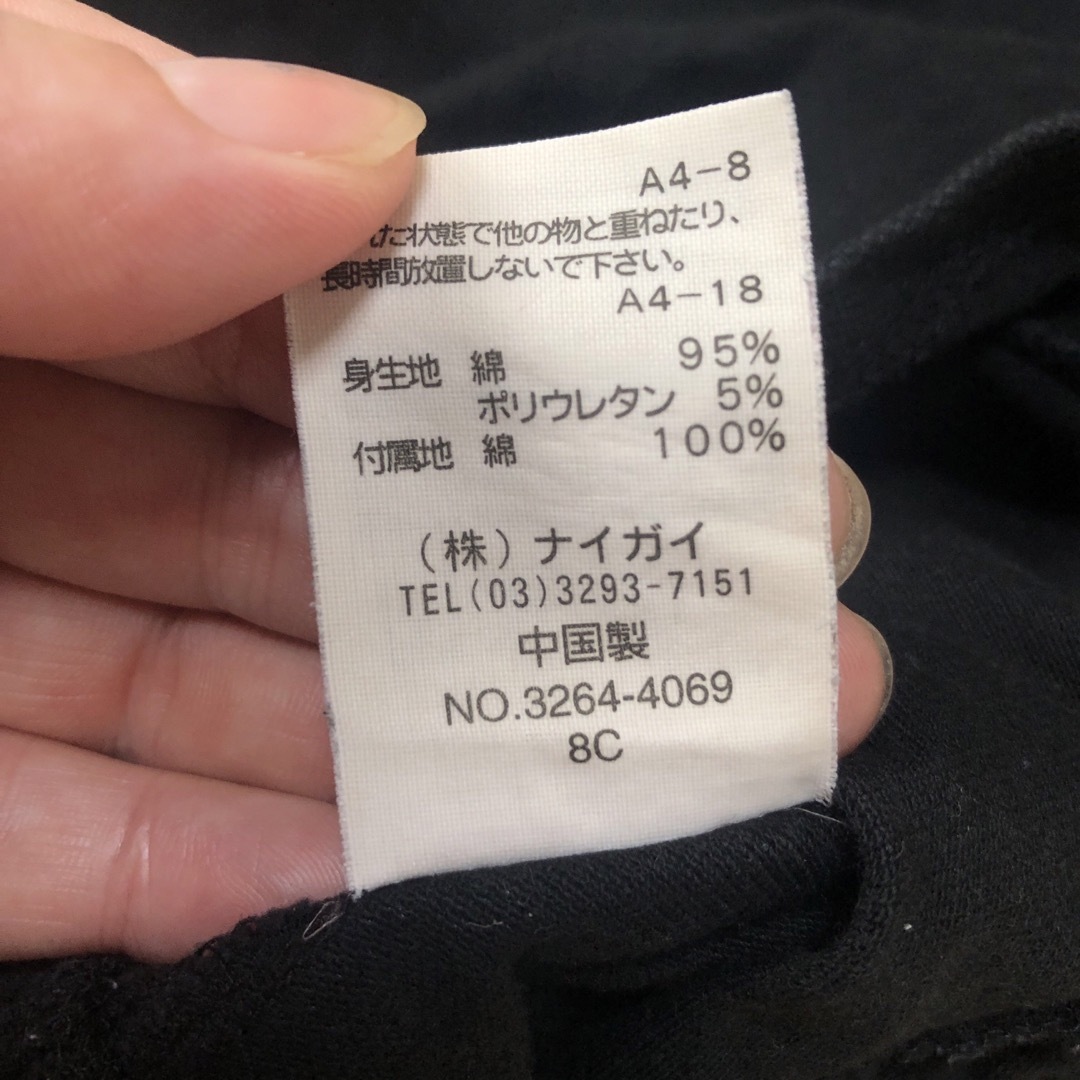 A4-8
た状態で他の物と重ねたり、
長時間放置しないで下さい。
A4-18
身生地 綿 95%
ポリウレタン 5%
付属地 綿 100%
(株)ナイガイ
TEL(03)3293-7151
中国製
NO.3264-4069
8C